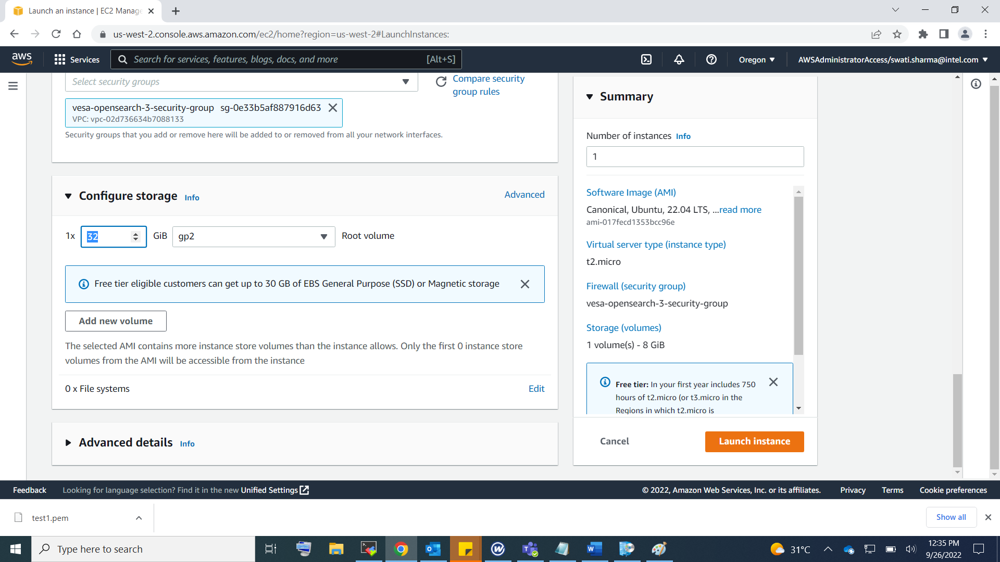 Launch an instance | EC2 Manage
us-west-2.console.aws.amazon.com/ec2/home?region=us-west-2#LaunchInstances:
aws
Services
Search for services, features, blogs, docs, and more
[Alt+S]
Oregon
AWSAdministratorAccess/swati.sharma@intel.com
Select security groups
Compare security
group rules
vesa-opensearch-3-security-group sg-0e33b5af887916d63
VPC: vpc-02d736634b7088133
Security groups that you add or remove here will be added to or removed from all your network interfaces.
Configure storage Info
Advanced
1x 32 GiB gp2 Root volume
Free tier eligible customers can get up to 30 GB of EBS General Purpose (SSD) or Magnetic storage
Add new volume
The selected AMI contains more instance store volumes than the instance allows. Only the first 0 instance store
volumes from the AMI will be accessible from the instance
0 x File systems
Edit
Advanced details Info
Summary
Number of instances Info
1
Software Image (AMI)
Canonical, Ubuntu, 22.04 LTS, ...read more
ami-017fecd1353bcc96e
Virtual server type (instance type)
t2.micro
Firewall (security group)
vesa-opensearch-3-security-group
Storage (volumes)
1 volume(s) - 8 GiB
Free tier: In your first year includes 750
hours of t2.micro (or t3.micro in the
Regions in which t2.micro is
Cancel
Launch instance
Feedback
Looking for language selection? Find it in the new Unified Settings
© 2022, Amazon Web Services, Inc. or its affiliates.
Privacy
Terms
Cookie preferences
test1.pem
Show all
Type here to search
31°C
12:35 PM
9/26/2022